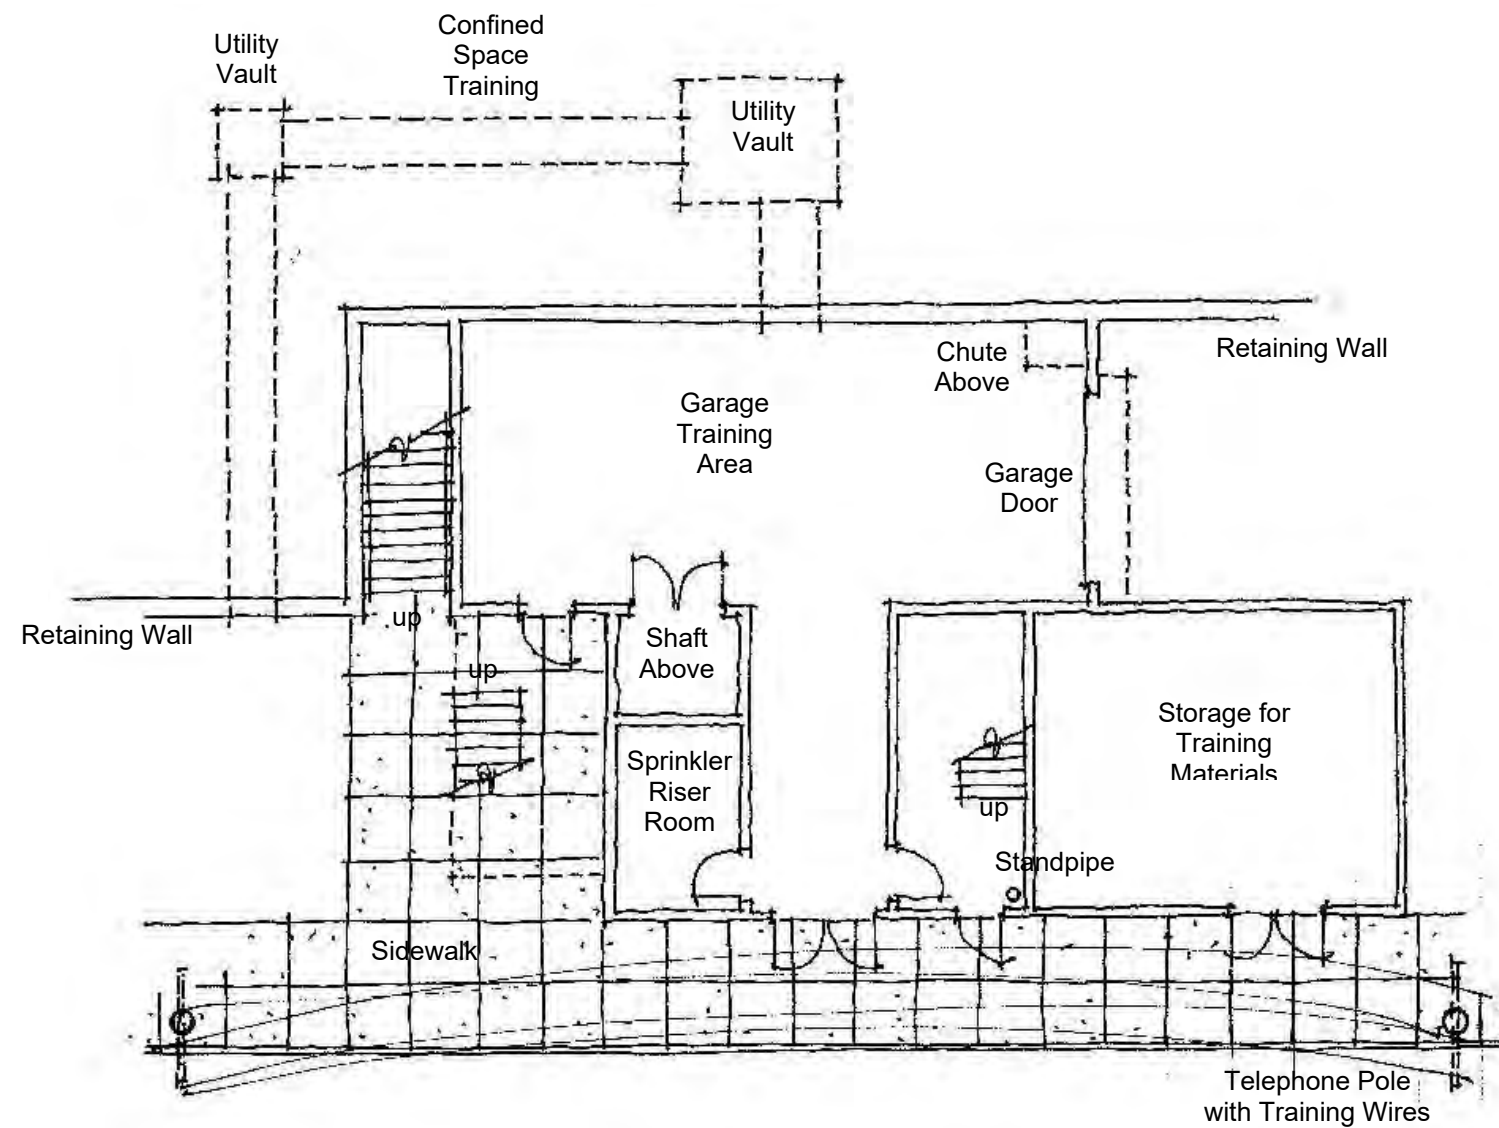 Confined
Space
Training
Utility
Vault
Utility
Vault
Retaining Wall
Chute
Above
Garage
Training
Area
Garage
Door
up
Retaining Wall
up
Shaft
Above
Storage for
Training
Materials
Sprinkler
Riser
Room
up
Standpipe
Sidewalk
Telephone Pole
with Training Wires